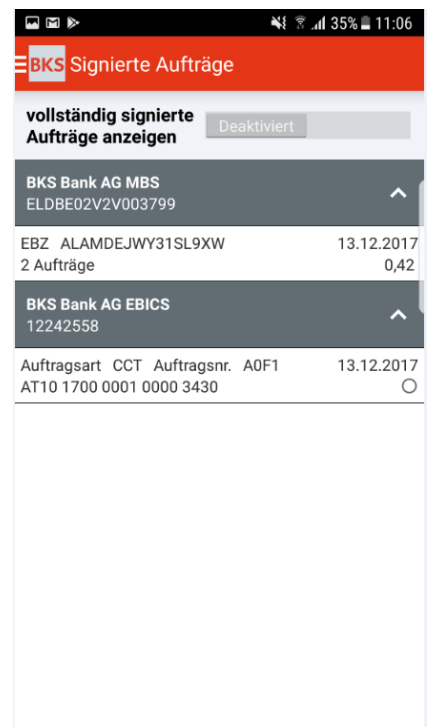 35% 11:06
BKS Signierte Aufträge
vollständig signierte
Aufträge anzeigen
Deaktiviert
BKS Bank AG MBS
ELDBE02V2V003799
EBZ ALAMDEJWY31SL9XW 13.12.2017
2 Aufträge 0,42
BKS Bank AG EBICS
12242558
Auftragsart CCT Auftragsnr. A0F1 13.12.2017
AT10 1700 0001 0000 3430